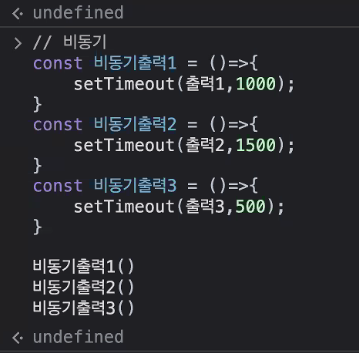 undefined
// 비동기
const 비동기출력1 = ()=>{
    setTimeout(출력1,1000);
}
const 비동기출력2 = ()=>{
    setTimeout(출력2,1500);
}
const 비동기출력3 = ()=>{
    setTimeout(출력3,500);
}
비동기출력1()
비동기출력2()
비동기출력3()
undefined